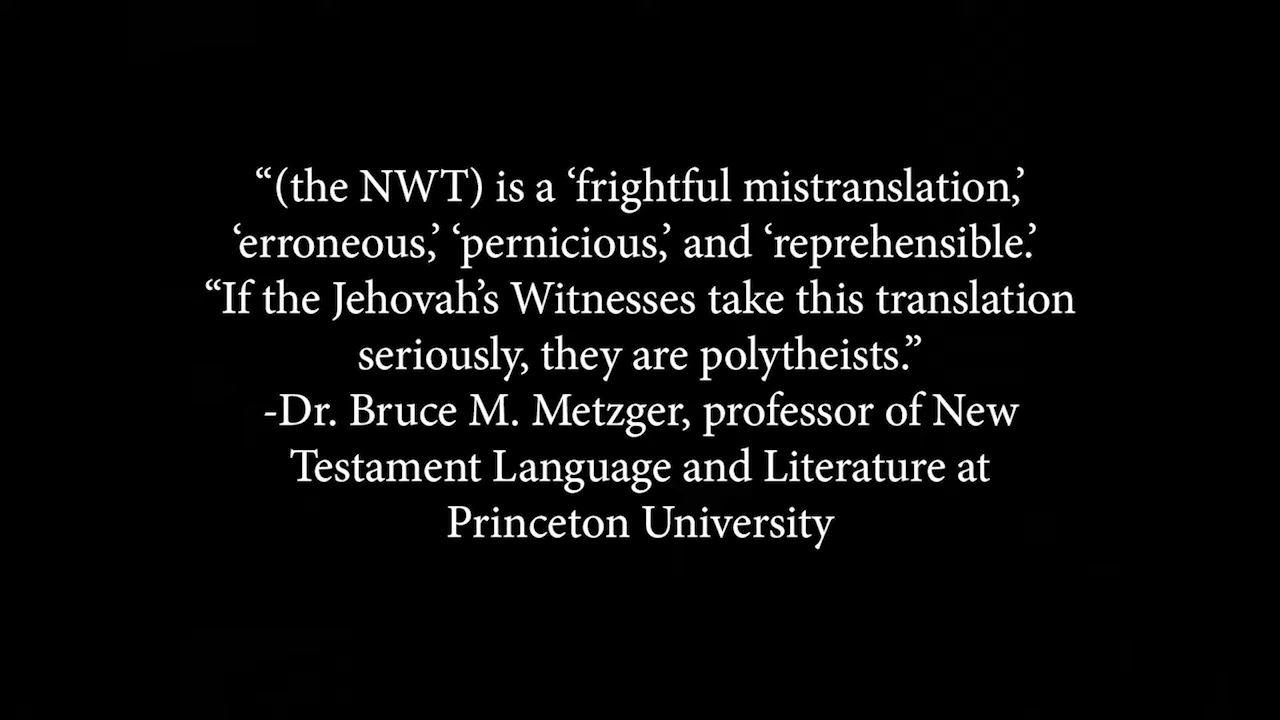 “(the NWT) is a ‘frightful mistranslation,’
‘erroneous,’ ‘pernicious,’ and ‘reprehensible.’
“If the Jehovah’s Witnesses take this translation
seriously, they are polytheists.”
-Dr. Bruce M. Metzger, professor of New
Testament Language and Literature at
Princeton University